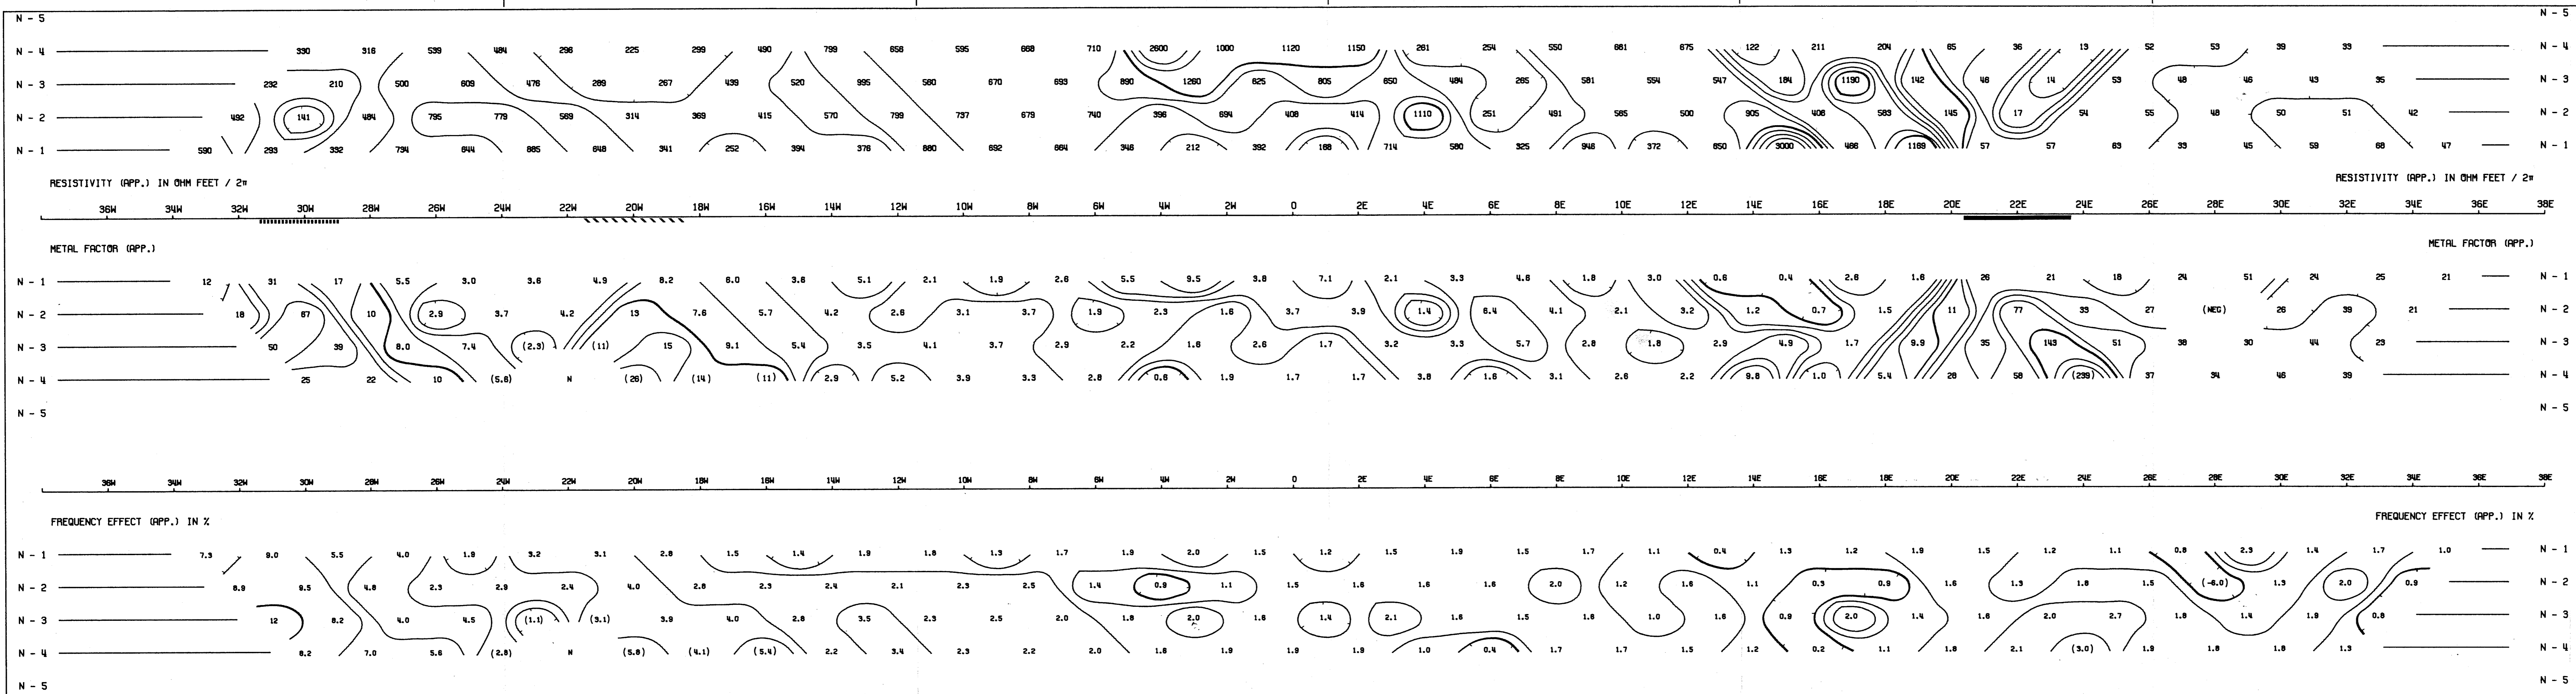 N - 5 N - 5
N - 4 330 316 539 484 296 225 299 490 799 656 595 668 710 2600 1000 1120 1150 261 254 550 661 675 122 211 204 65 36 13 52 53 39 33 N - 4
N - 3 232 210 500 609 476 289 267 439 520 995 560 670 693 890 1260 625 805 650 484 265 581 554 547 184 1190 142 46 14 53 48 46 43 35 N - 3
N - 2 492 141 484 795 779 569 314 369 415 570 799 737 679 740 396 694 408 414 1110 251 491 585 500 905 406 583 145 17 54 55 48 50 51 42 N - 2
N - 1 590 293 332 734 644 885 648 341 252 394 376 880 692 664 346 212 392 168 714 580 325 946 372 650 3000 486 1169 57 57 63 39 45 59 68 47 N - 1
RESISTIVITY (APP.) IN OHM FEET / 2π RESISTIVITY (APP.) IN OHM FEET / 2π
36W 34W 32W 30W 28W 26W 24W 22W 20W 18W 16W 14W 12W 10W 8W 6W 4W 2W 0 2E 4E 6E 8E 10E 12E 14E 16E 18E 20E 22E 24E 26E 28E 30E 32E 34E 36E 38E
METAL FACTOR (APP.) METAL FACTOR (APP.)
N - 1 12 31 17 5.5 3.0 3.6 4.9 8.2 6.0 3.6 5.1 2.1 1.9 2.6 5.5 9.5 3.8 7.1 2.1 3.3 4.6 1.8 3.0 0.6 0.4 2.6 1.6 26 21 18 24 51 24 25 21 N - 1
N - 2 18 67 10 2.9 3.7 4.2 13 7.6 5.7 4.2 2.6 3.1 3.7 1.9 2.3 1.6 3.7 3.9 1.4 6.4 4.1 2.1 3.2 1.2 0.7 1.5 11 77 33 27 (NEG) 26 39 21 N - 2
N - 3 50 39 8.0 7.4 (2.3) (11) 15 9.1 5.4 3.5 4.1 3.7 2.9 2.2 1.6 2.6 1.7 3.2 3.3 5.7 2.8 1.8 2.9 4.9 1.7 9.9 35 143 51 38 30 44 23 N - 3
N - 4 25 22 10 (5.8) N (26) (14) (11) 2.9 5.2 3.9 3.3 2.8 0.6 1.9 1.7 1.7 3.8 1.6 3.1 2.6 2.2 9.8 1.0 5.4 28 58 (239) 37 34 46 39 N - 4
N - 5 N - 5
36W 34W 32W 30W 28W 26W 24W 22W 20W 18W 16W 14W 12W 10W 8W 6W 4W 2W 0 2E 4E 6E 8E 10E 12E 14E 16E 18E 20E 22E 24E 26E 28E 30E 32E 34E 36E 38E
FREQUENCY EFFECT (APP.) IN % FREQUENCY EFFECT (APP.) IN %
N - 1 7.3 9.0 5.5 4.0 1.9 3.2 3.1 2.8 1.5 1.4 1.9 1.8 1.3 1.7 1.9 2.0 1.5 1.2 1.5 1.9 1.5 1.7 1.1 0.4 1.3 1.2 1.9 1.5 1.2 1.1 0.8 2.3 1.4 1.7 1.0 N - 1
N - 2 8.9 9.5 4.8 2.3 2.9 2.4 4.0 2.8 2.3 2.4 2.1 2.3 2.5 1.4 0.9 1.1 1.5 1.6 1.6 1.6 2.0 1.2 1.6 1.1 0.3 0.9 1.6 1.3 1.8 1.5 (-6.0) 1.3 2.0 0.9 N - 2
N - 3 12 8.2 4.0 4.5 (1.1) (3.1) 3.9 4.0 2.8 3.5 2.3 2.5 2.0 1.8 2.0 1.6 1.4 2.1 1.6 1.5 1.6 1.0 1.6 0.9 2.0 1.4 1.6 2.0 2.7 1.8 1.4 1.9 0.8 N - 3
N - 4 8.2 7.0 5.6 (2.8) N (5.8) (4.1) (5.4) 2.2 3.4 2.3 2.2 2.0 1.8 1.9 1.9 1.9 1.0 0.4 1.7 1.7 1.5 1.2 0.2 1.1 1.8 2.1 (3.0) 1.9 1.8 1.8 1.3 N - 4
N - 5 N - 5